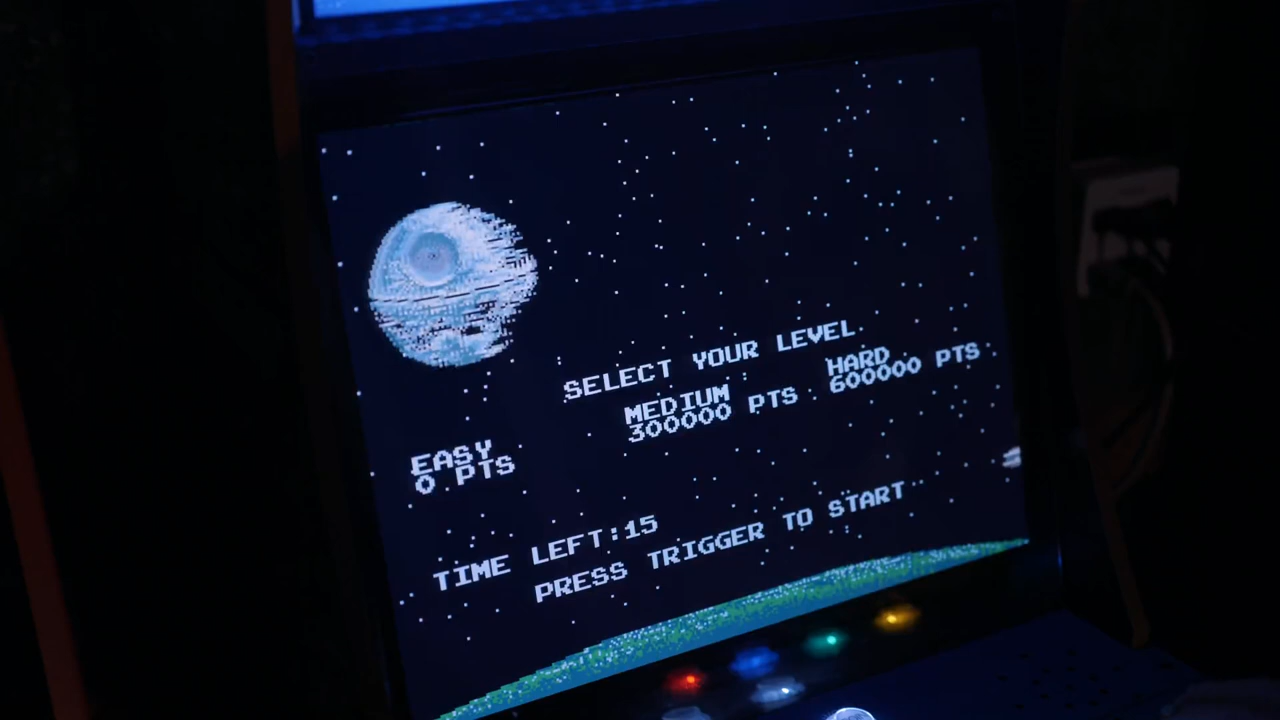 SELECT YOUR LEVEL
EASY
0 PTS
MEDIUM
300000 PTS
HARD
600000 PTS
TIME LEFT:15
PRESS TRIGGER TO START